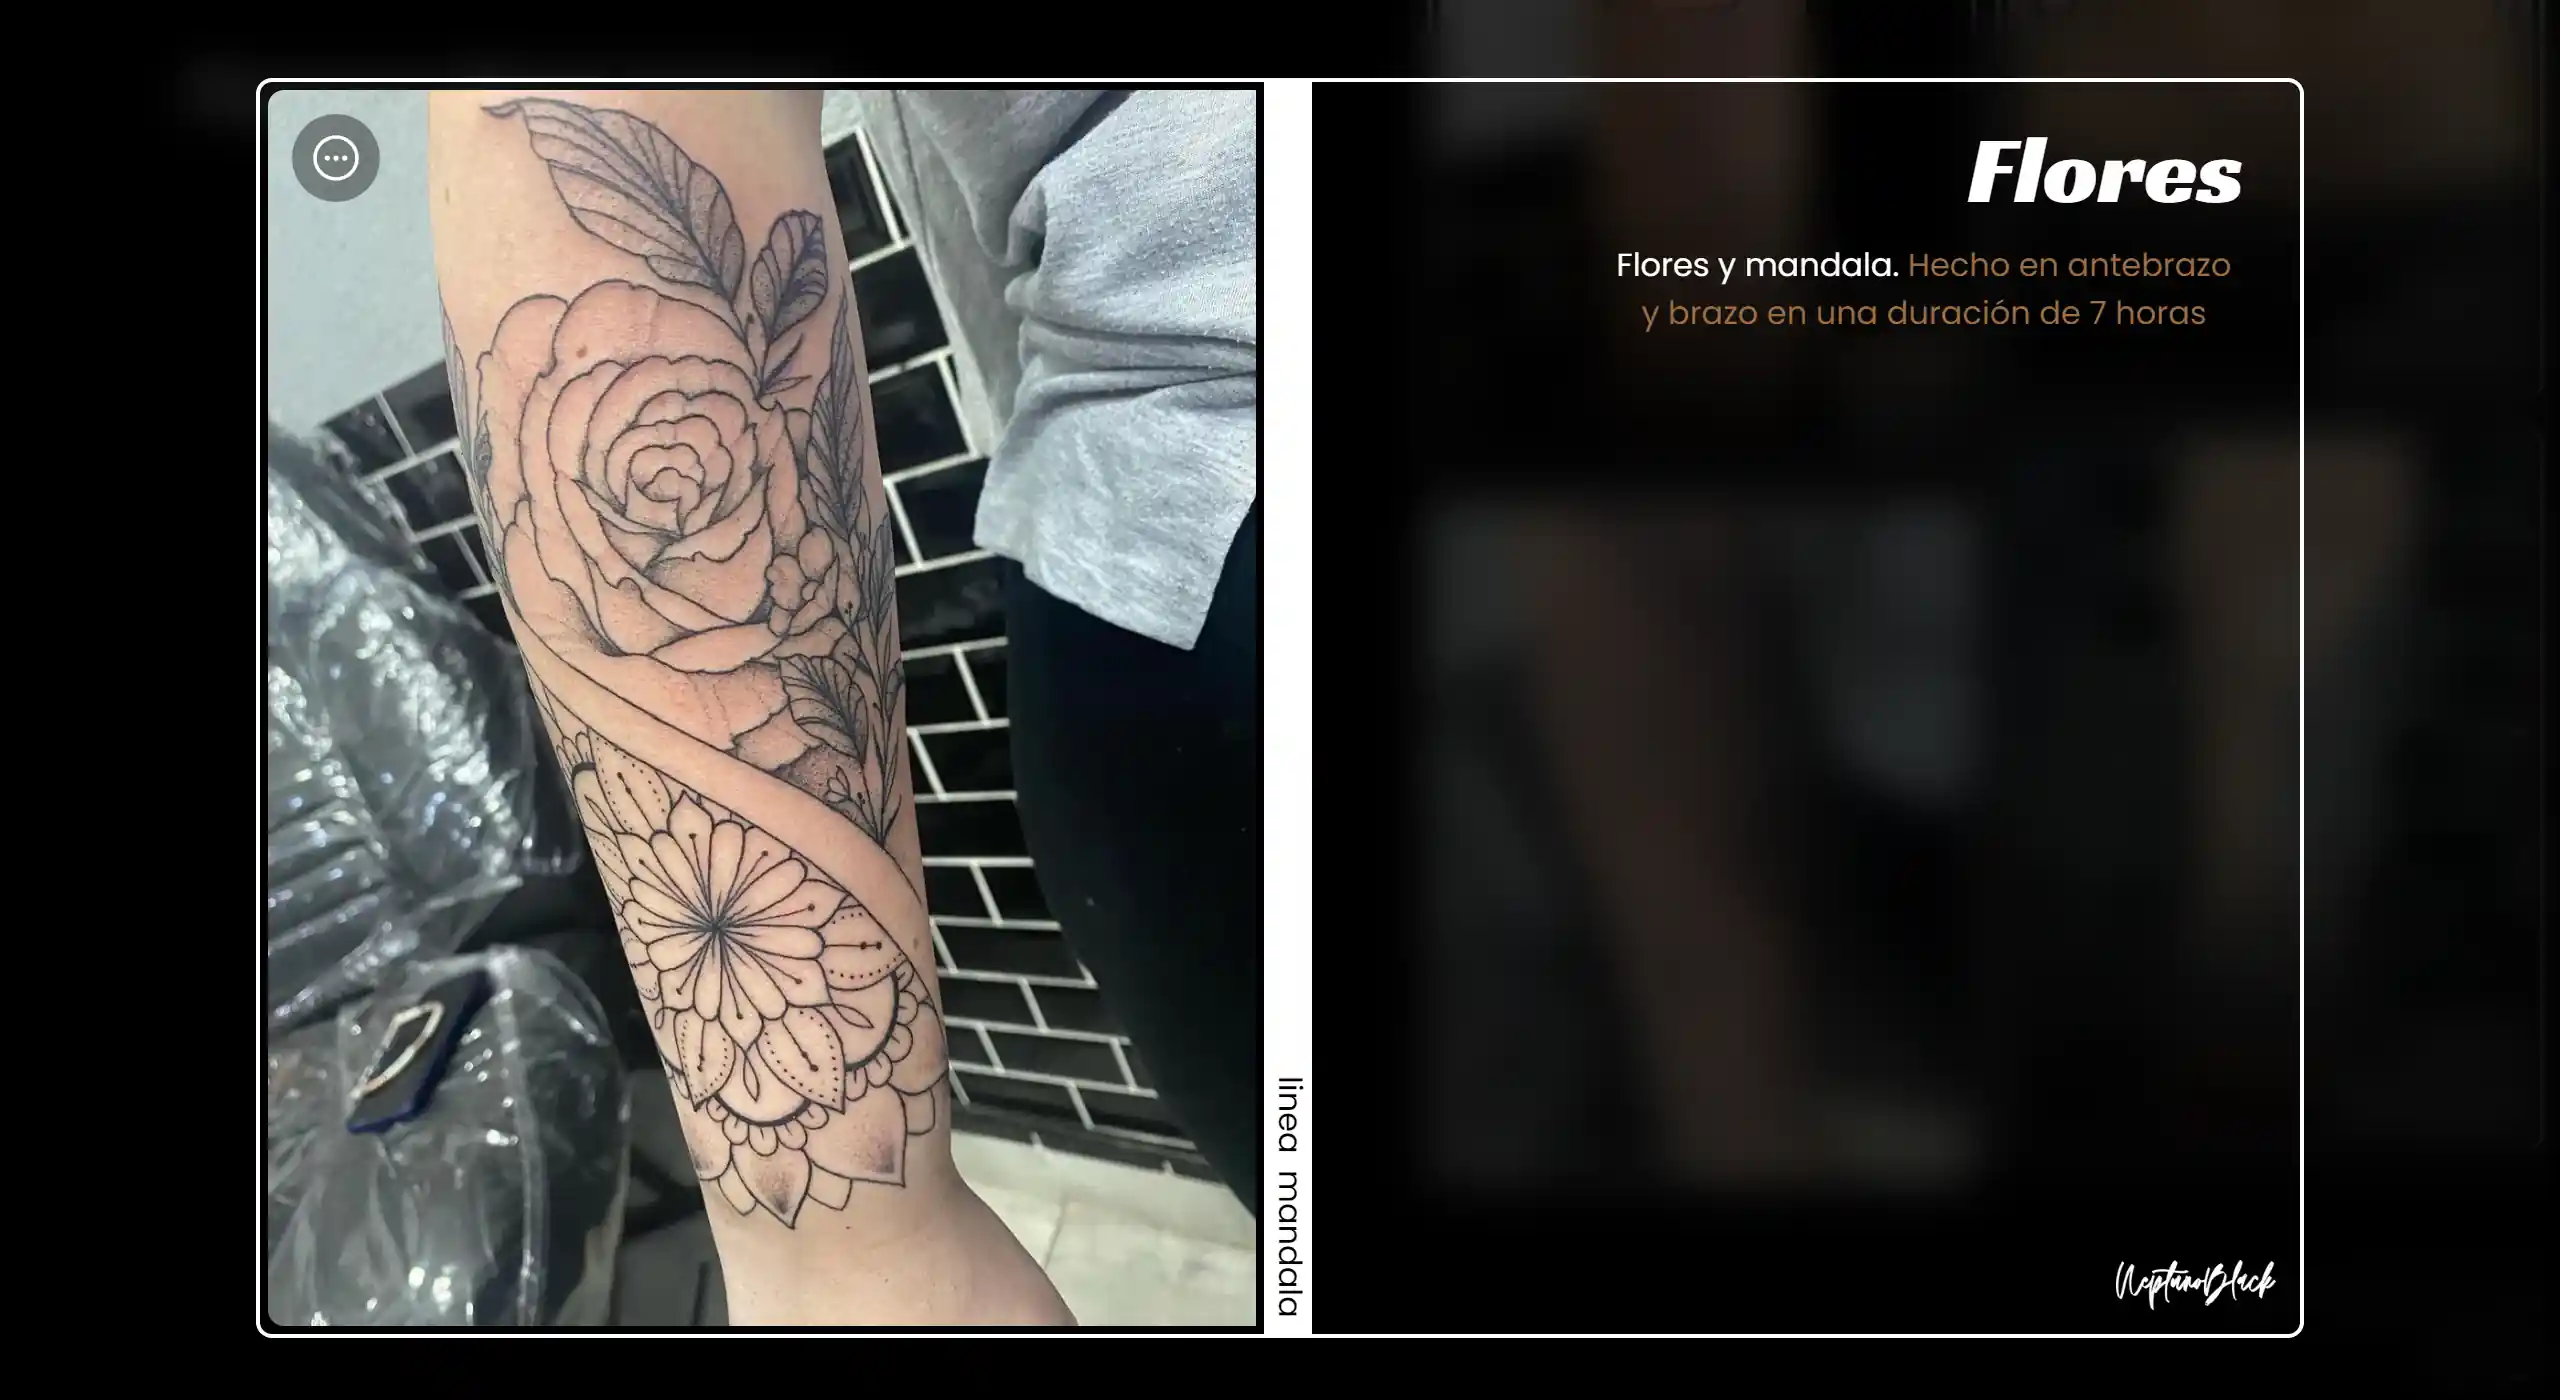 Flores
Flores y mandala. Hecho en antebrazo
y brazo en una duración de 7 horas
linea mandala
NeptunoBlack